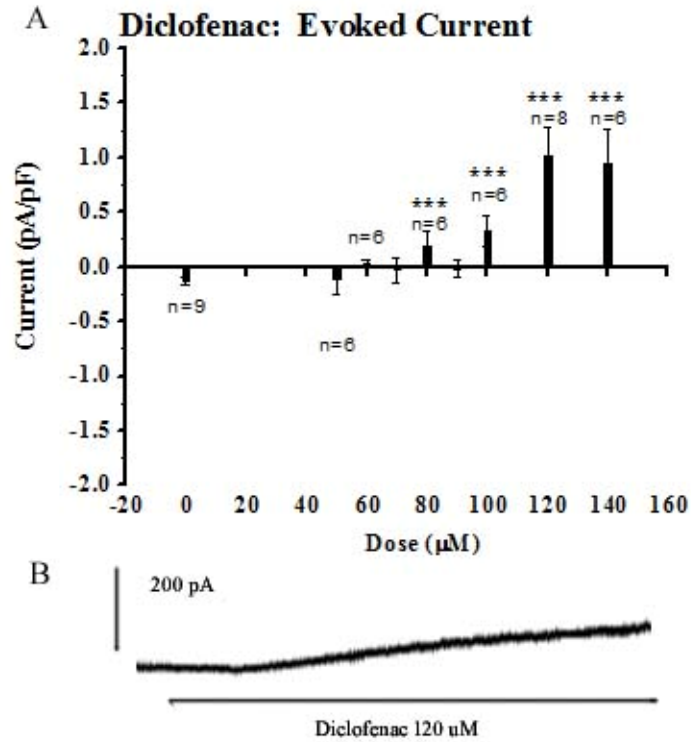 A
Diclofenac: Evoked Current
2.0
1.5
1.0
0.5
0.0
-0.5
-1.0
-1.5
-2.0
Current (pA/pF)
n=9
n=6
n=6
***
n=6
***
n=6
***
n=8
***
n=6
-20 0 20 40 60 80 100 120 140 160
Dose (µM)
B
200 pA
Diclofenac 120 uM